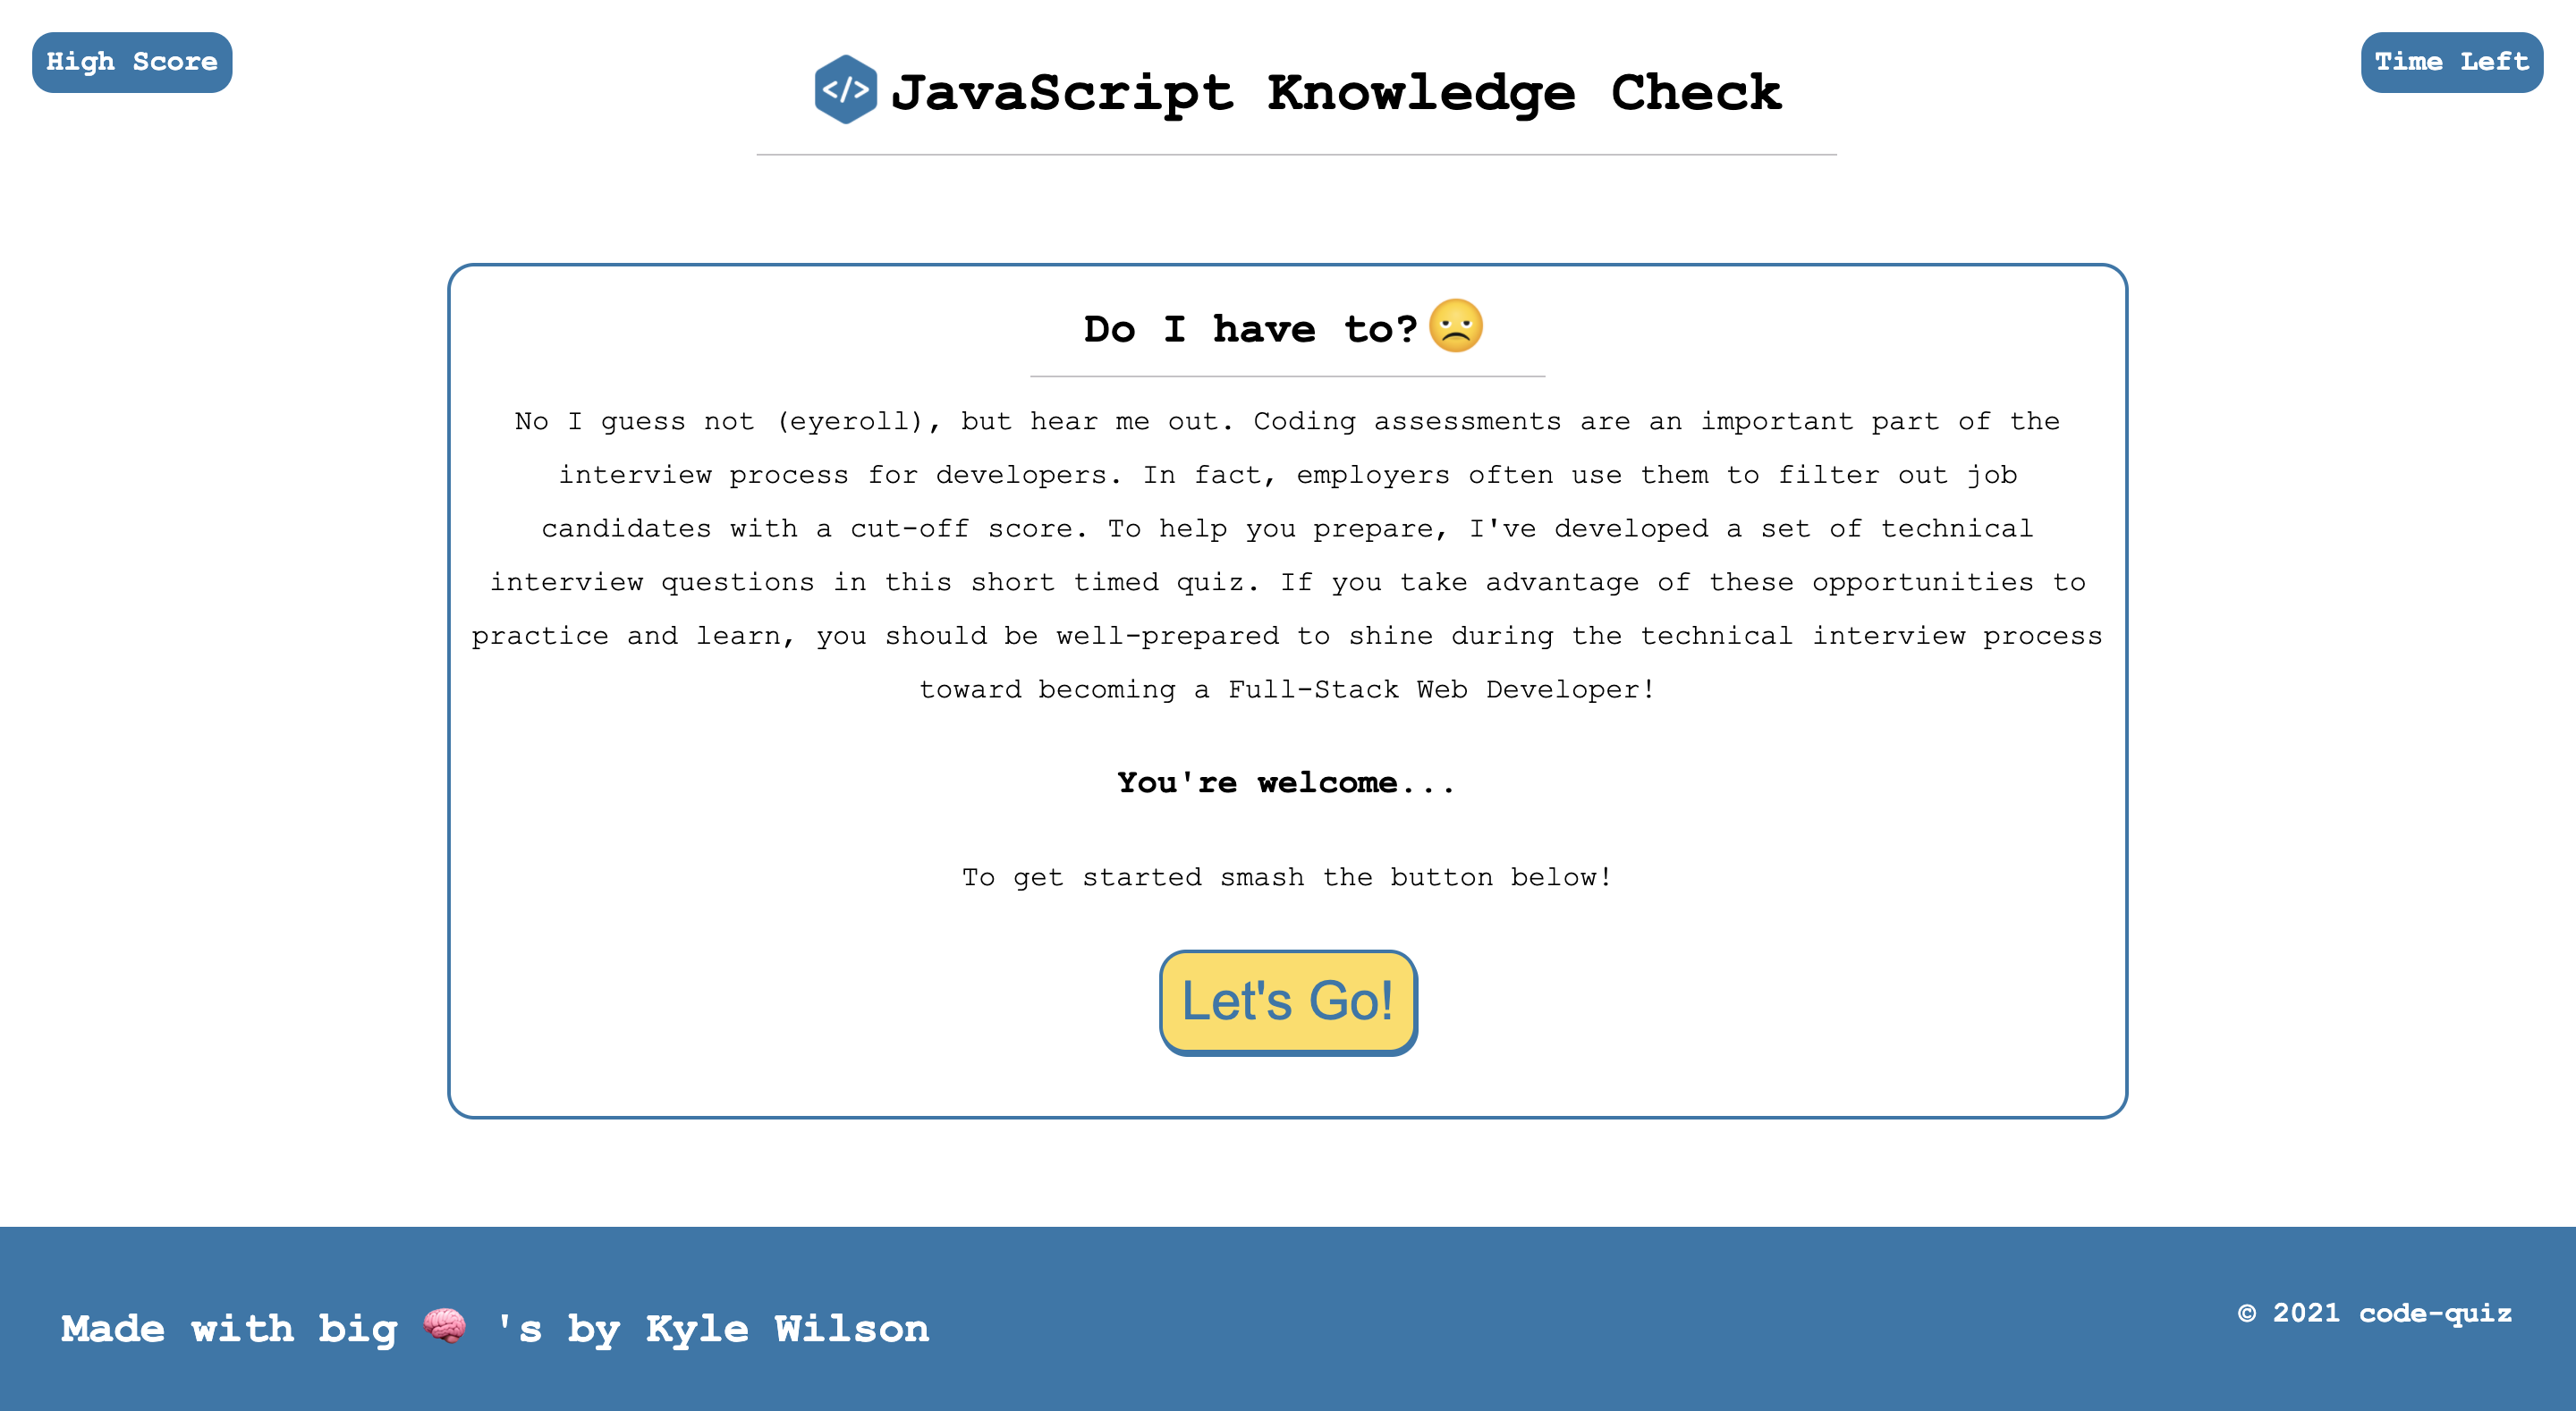 High Score
</> JavaScript Knowledge Check
Time Left
Do I have to?
No I guess not (eyeroll), but hear me out. Coding assessments are an important part of the
interview process for developers. In fact, employers often use them to filter out job
candidates with a cut-off score. To help you prepare, I've developed a set of technical
interview questions in this short timed quiz. If you take advantage of these opportunities to
practice and learn, you should be well-prepared to shine during the technical interview process
toward becoming a Full-Stack Web Developer!
You're welcome...
To get started smash the button below!
Let's Go!
Made with big 🧠 's by Kyle Wilson
© 2021 code-quiz